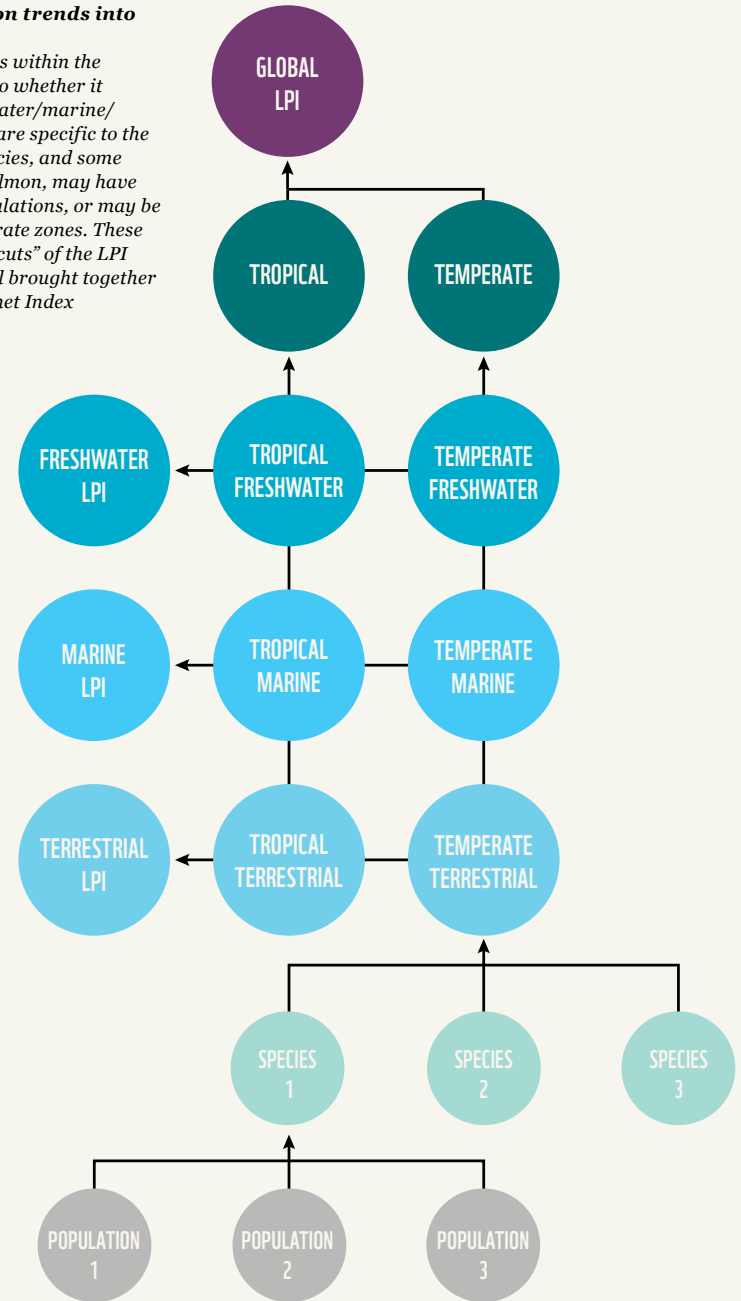 on trends into
s within the
o whether it
ater/marine/
are specific to the
cies, and some
lmon, may have
ulations, or may be
rate zones. These
cuts” of the LPI
l brought together
net Index
GLOBAL
LPI
TROPICAL
TEMPERATE
FRESHWATER
LPI
TROPICAL
FRESHWATER
TEMPERATE
FRESHWATER
MARINE
LPI
TROPICAL
MARINE
TEMPERATE
MARINE
TERRESTRIAL
LPI
TROPICAL
TERRESTRIAL
TEMPERATE
TERRESTRIAL
SPECIES
1
SPECIES
2
SPECIES
3
POPULATION
1
POPULATION
2
POPULATION
3